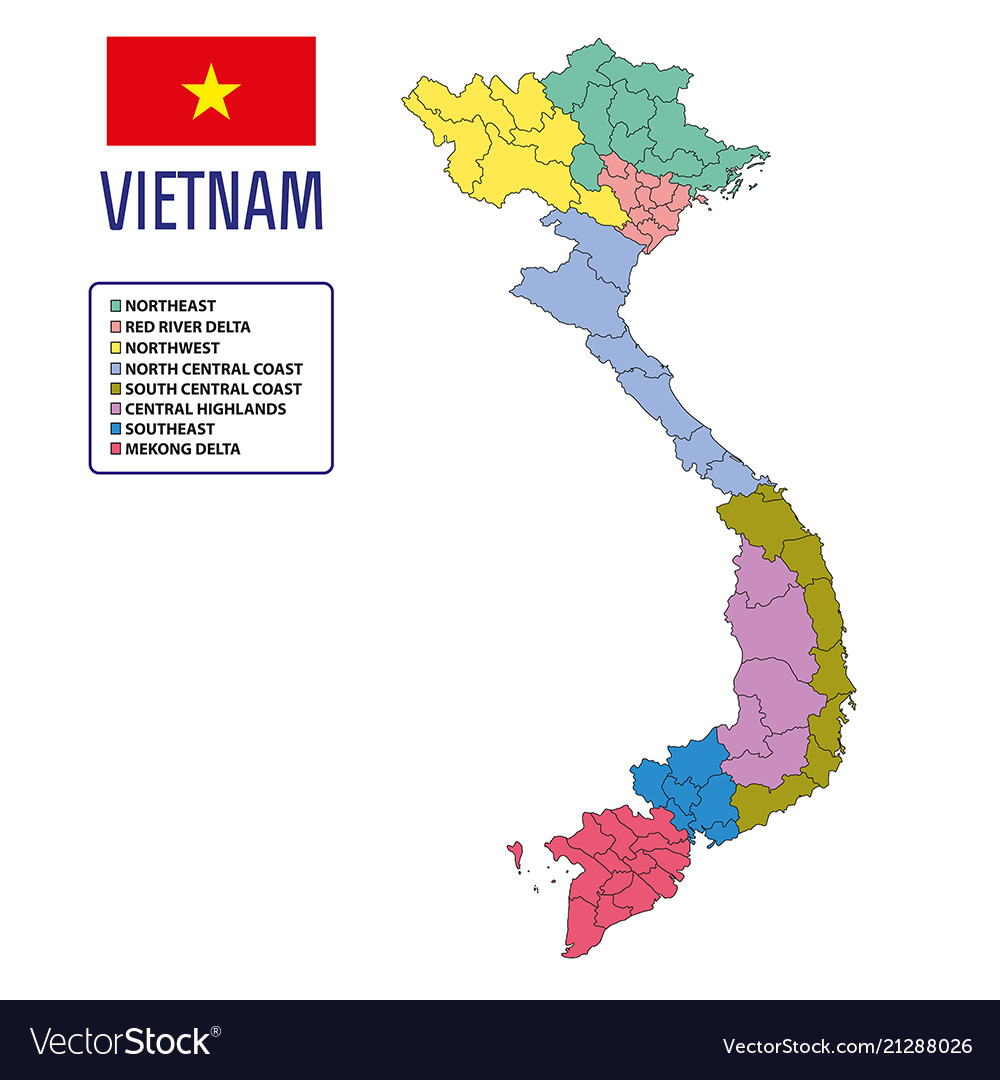 VIETNAM
NORTHEAST
RED RIVER DELTA
NORTHWEST
NORTH CENTRAL COAST
SOUTH CENTRAL COAST
CENTRAL HIGHLANDS
SOUTHEAST
MEKONG DELTA
VectorStock®
VectorStock.com/21288026